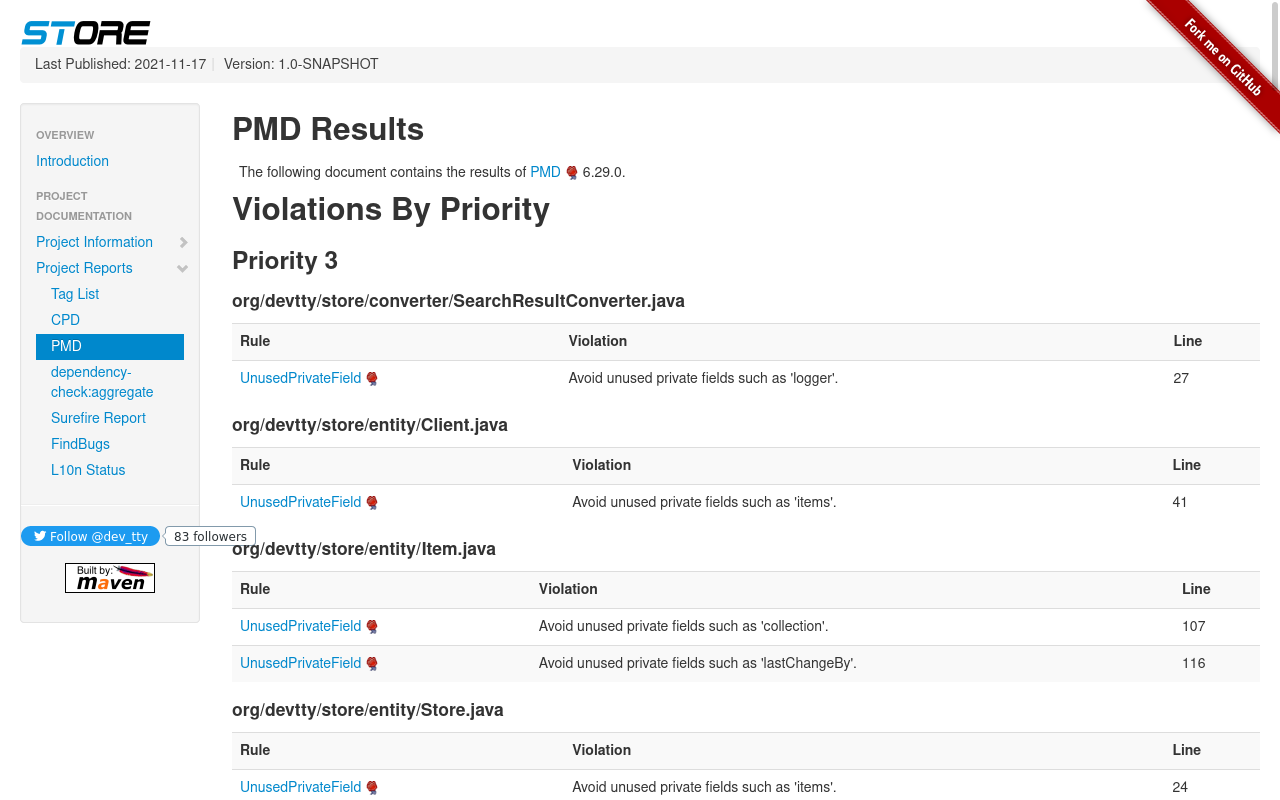 STORE
Last Published: 2021-11-17 | Version: 1.0-SNAPSHOT
Fork me on GitHub
OVERVIEW
Introduction
PROJECT
DOCUMENTATION
Project Information
Project Reports
Tag List
CPD
PMD
dependency-
check:aggregate
Surefire Report
FindBugs
L10n Status
Follow @dev_tty 83 followers
Built by:
maven
PMD Results
The following document contains the results of PMD 6.29.0.
Violations By Priority
Priority 3
org/devtty/store/converter/SearchResultConverter.java
Rule Violation Line
UnusedPrivateField Avoid unused private fields such as 'logger'. 27
org/devtty/store/entity/Client.java
Rule Violation Line
UnusedPrivateField Avoid unused private fields such as 'items'. 41
org/devtty/store/entity/Item.java
Rule Violation Line
UnusedPrivateField Avoid unused private fields such as 'collection'. 107
UnusedPrivateField Avoid unused private fields such as 'lastChangeBy'. 116
org/devtty/store/entity/Store.java
Rule Violation Line
UnusedPrivateField Avoid unused private fields such as 'items'. 24